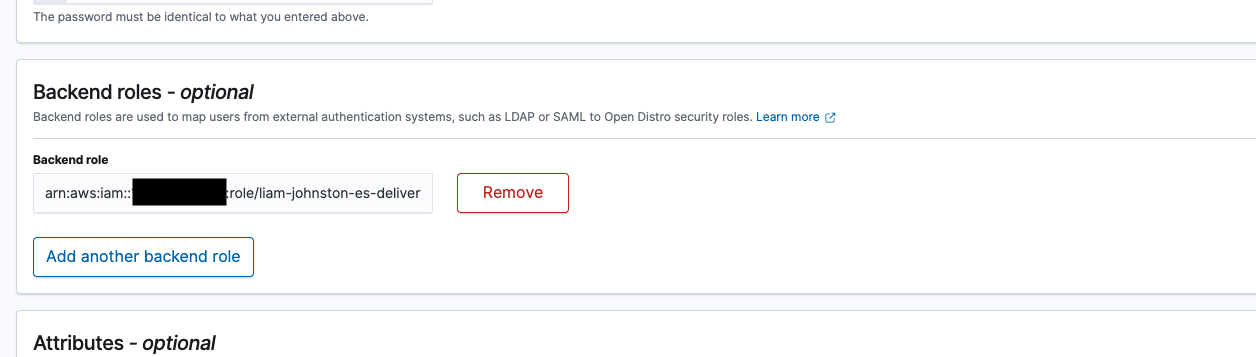 The password must be identical to what you entered above.
Backend roles - optional
Backend roles are used to map users from external authentication systems, such as LDAP or SAML to Open Distro security roles. Learn more
Backend role
arn:aws:iam:: :role/liam-johnston-es-deliver
Remove
Add another backend role
Attributes - optional